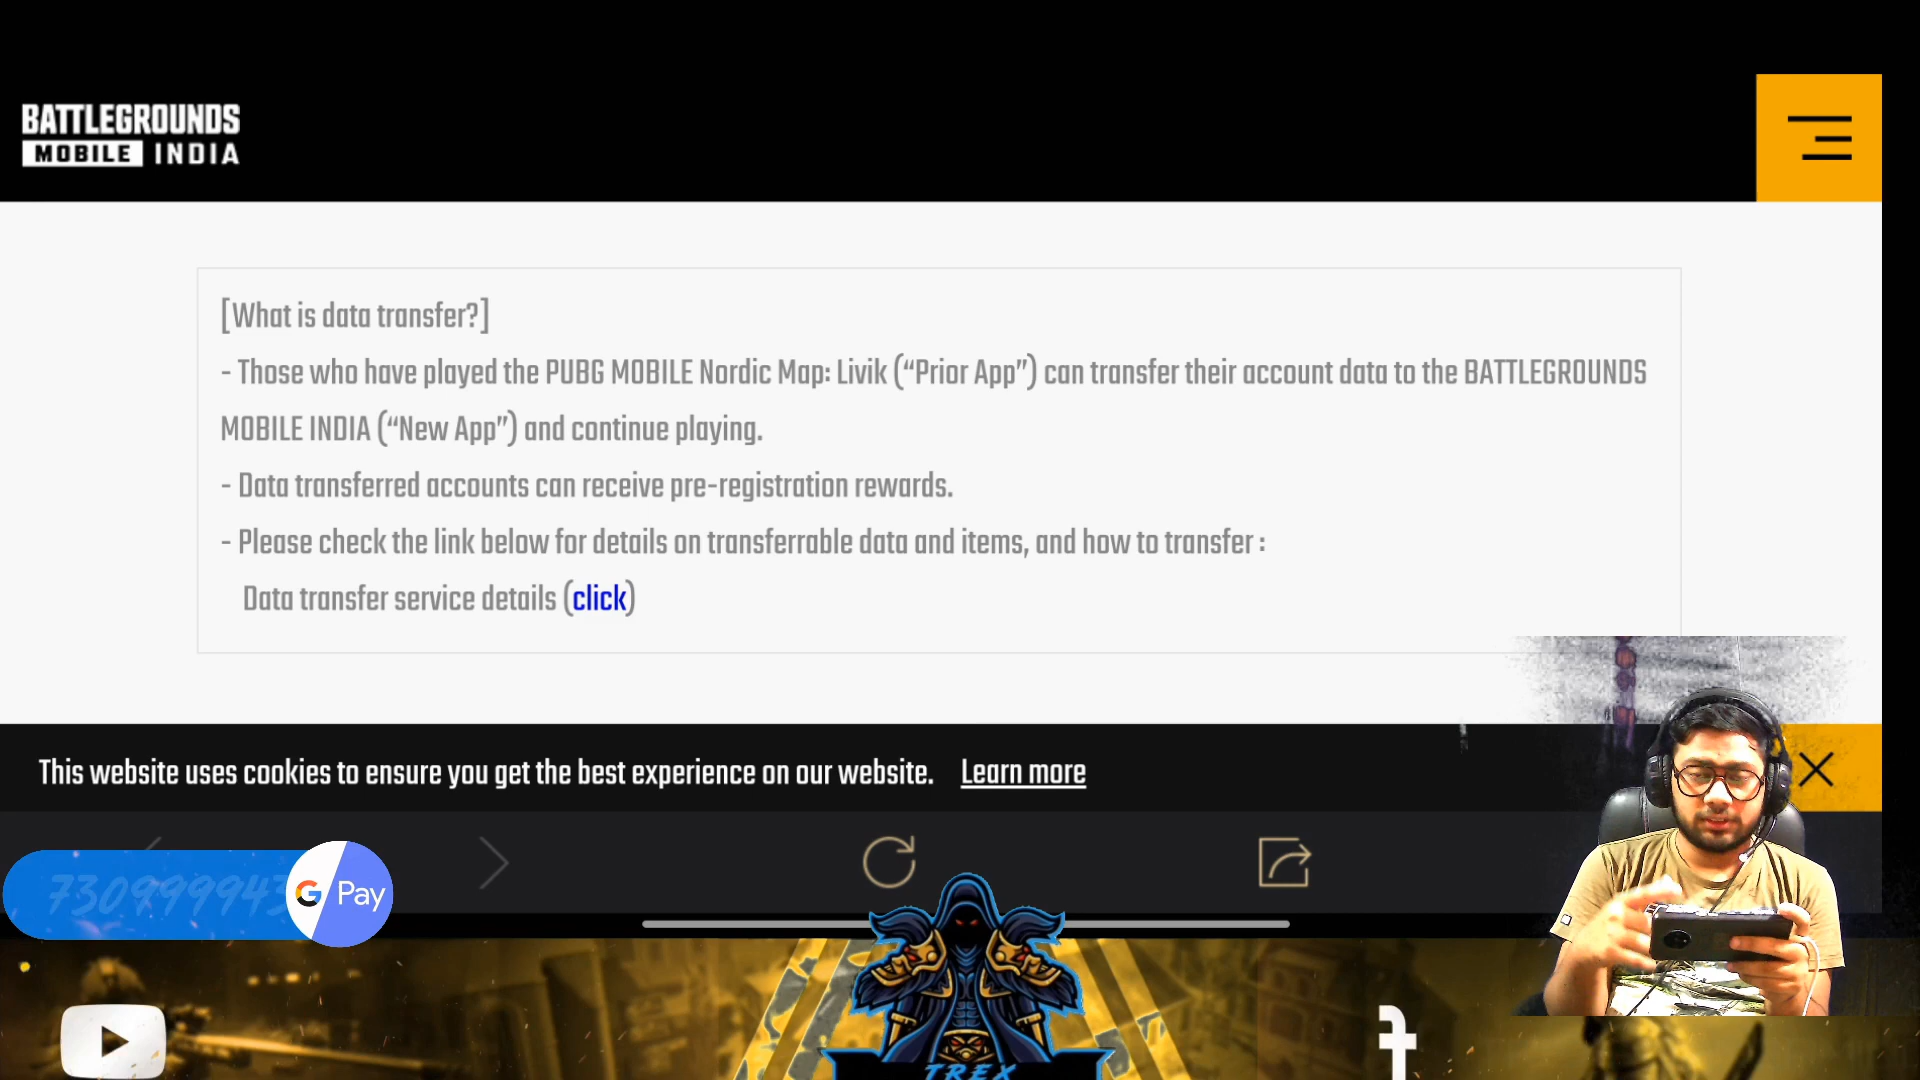 BATTLEGROUNDS
MOBILE INDIA
[What is data transfer?]
- Those who have played the PUBG MOBILE Nordic Map: Livik (“Prior App”) can transfer their account data to the BATTLEGROUNDS
MOBILE INDIA (“New App”) and continue playing.
- Data transferred accounts can receive pre-registration rewards.
- Please check the link below for details on transferrable data and items, and how to transfer :
Data transfer service details (click)
This website uses cookies to ensure you get the best experience on our website. Learn more
G Pay
TREX